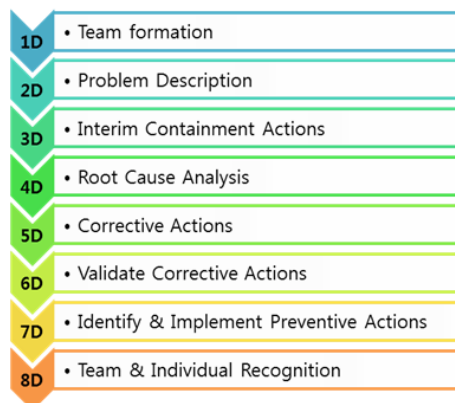 1D • Team formation
2D • Problem Description
3D • Interim Containment Actions
4D • Root Cause Analysis
5D • Corrective Actions
6D • Validate Corrective Actions
7D • Identify & Implement Preventive Actions
8D • Team & Individual Recognition